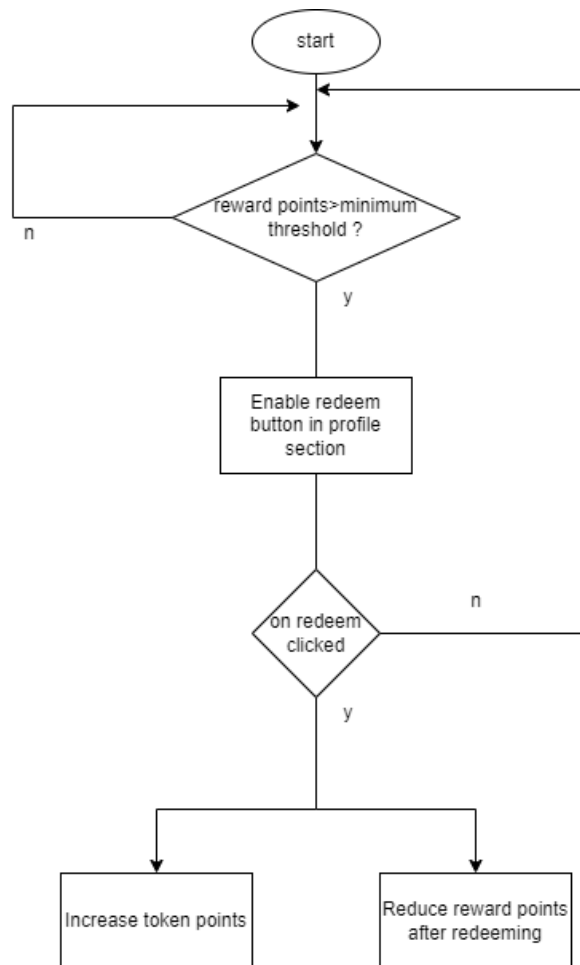 start
reward points>minimum
threshold ?
n
y
Enable redeem
button in profile
section
on redeem
clicked
n
y
Increase token points
Reduce reward points
after redeeming